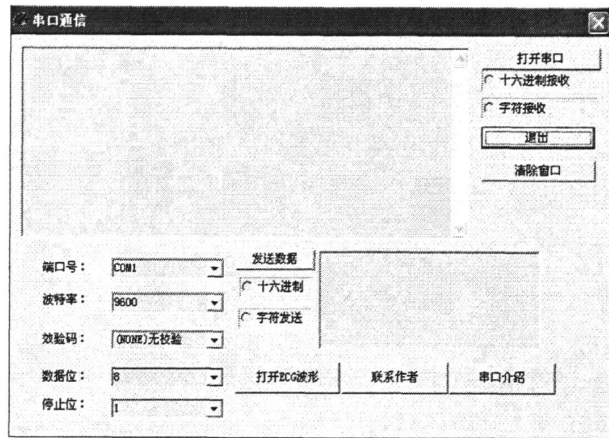 串口通信
打开串口
十六进制接收
字符接收
退出
清除窗口
端口号： COM1
波特率： 9600
效验码： (NONE)无校验
数据位： 8
停止位： 1
发送数据
十六进制
字符发送
打开ECG波形
联系作者
串口介绍